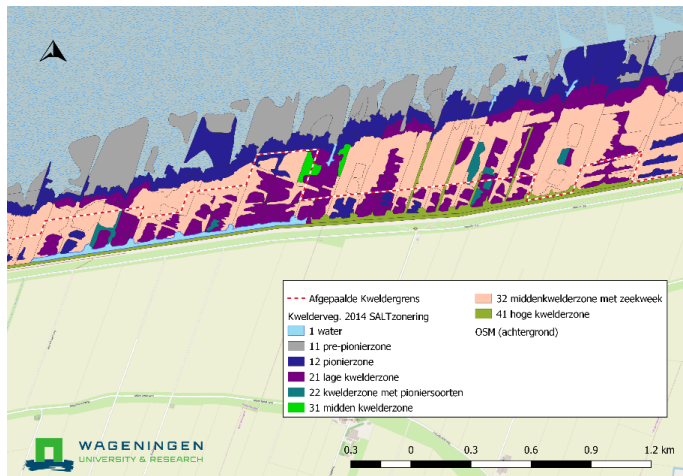 Afgepaalde Kweldergrens
Kwelderveg. 2014 SALTzonering
1 water
11 pre-pionierzone
12 pionierzone
21 lage kwelderzone
22 kwelderzone met pioniersoorten
31 midden kwelderzone
32 middenkwelderzone met zeekweek
41 hoge kwelderzone
OSM (achtergrond)
WAGENINGEN
UNIVERSITY & RESEARCH
0.3 0 0.3 0.6 0.9 1.2 km